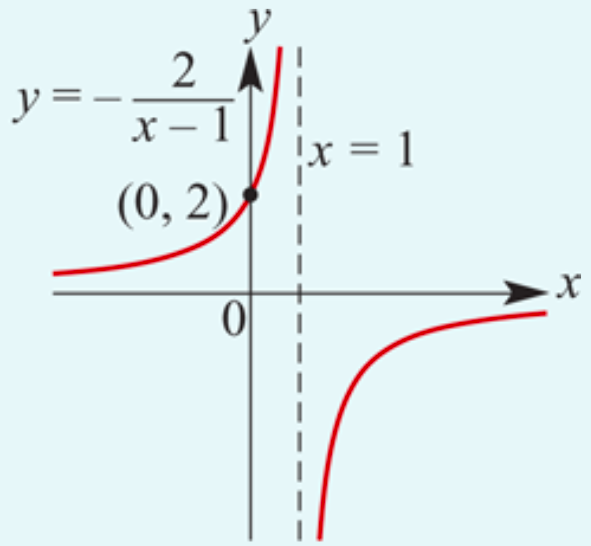 y
y = − 2/(x − 1)
x = 1
(0, 2)
x
0